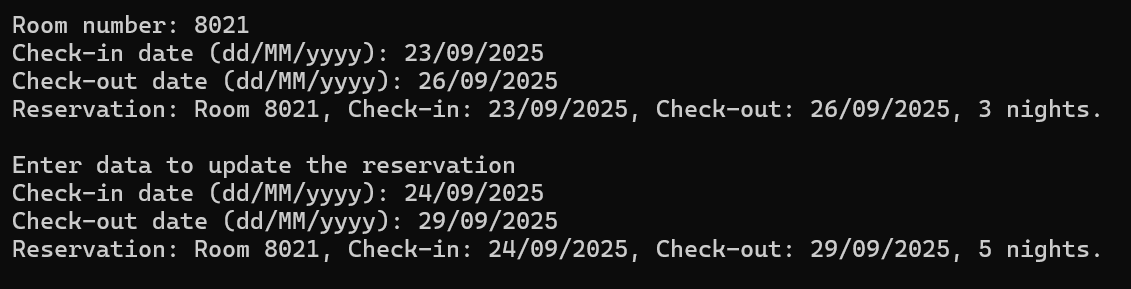 Room number: 8021
Check-in date (dd/MM/yyyy): 23/09/2025
Check-out date (dd/MM/yyyy): 26/09/2025
Reservation: Room 8021, Check-in: 23/09/2025, Check-out: 26/09/2025, 3 nights.

Enter data to update the reservation
Check-in date (dd/MM/yyyy): 24/09/2025
Check-out date (dd/MM/yyyy): 29/09/2025
Reservation: Room 8021, Check-in: 24/09/2025, Check-out: 29/09/2025, 5 nights.